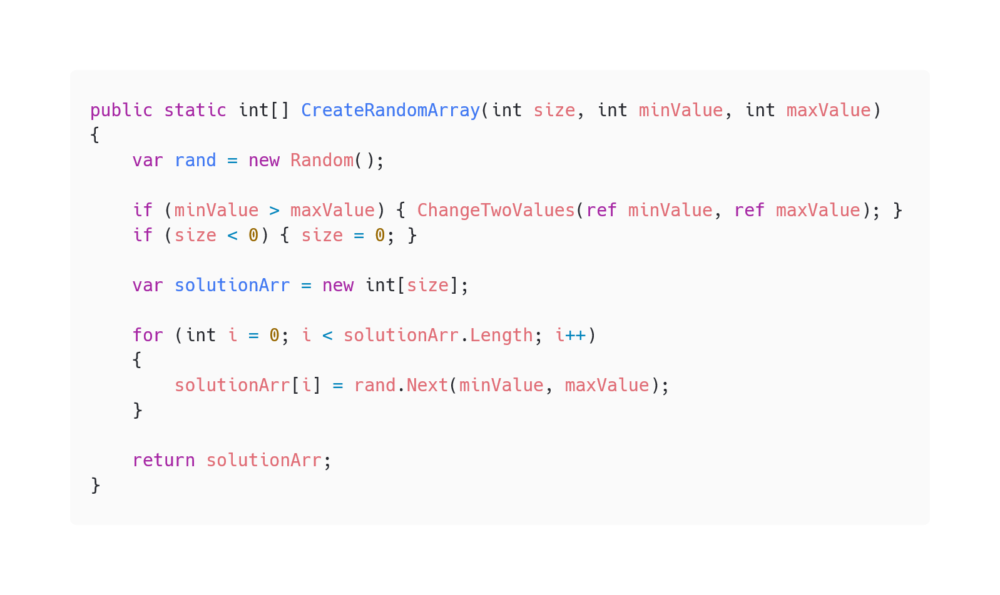 public static int[] CreateRandomArray(int size, int minValue, int maxValue)
{
    var rand = new Random();

    if (minValue > maxValue) { ChangeTwoValues(ref minValue, ref maxValue); }
    if (size < 0) { size = 0; }

    var solutionArr = new int[size];

    for (int i = 0; i < solutionArr.Length; i++)
    {
        solutionArr[i] = rand.Next(minValue, maxValue);
    }

    return solutionArr;
}